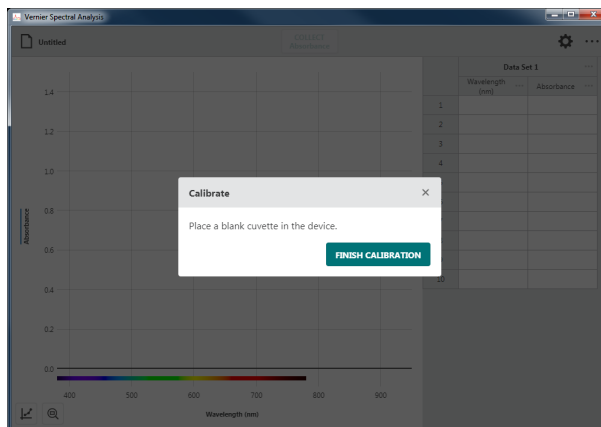 Vernier Spectral Analysis
Untitled
COLLECT
Absorbance
Data Set 1
Wavelength
(nm)
Absorbance
1
2
3
4
10
1.4
1.2
1.0
0.8
0.6
0.4
0.2
0.0
Absorbance
Calibrate
Place a blank cuvette in the device.
FINISH CALIBRATION
400 500 600 700 800 900
Wavelength (nm)